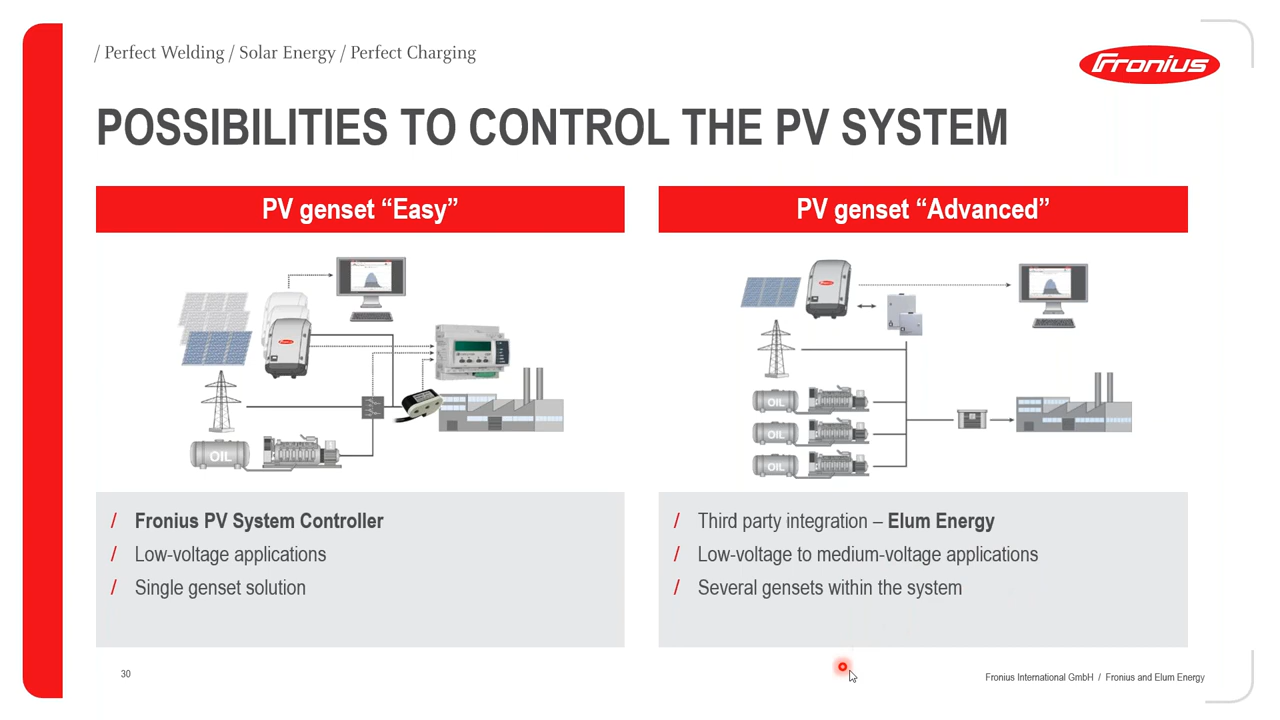 / Perfect Welding / Solar Energy / Perfect Charging
Fronius
POSSIBILITIES TO CONTROL THE PV SYSTEM
PV genset “Easy”
PV genset “Advanced”
Fronius
OIL
Fronius
OIL
OIL
OIL
/ Fronius PV System Controller
/ Low-voltage applications
/ Single genset solution
/ Third party integration – Elum Energy
/ Low-voltage to medium-voltage applications
/ Several gensets within the system
30
Fronius International GmbH / Fronius and Elum Energy